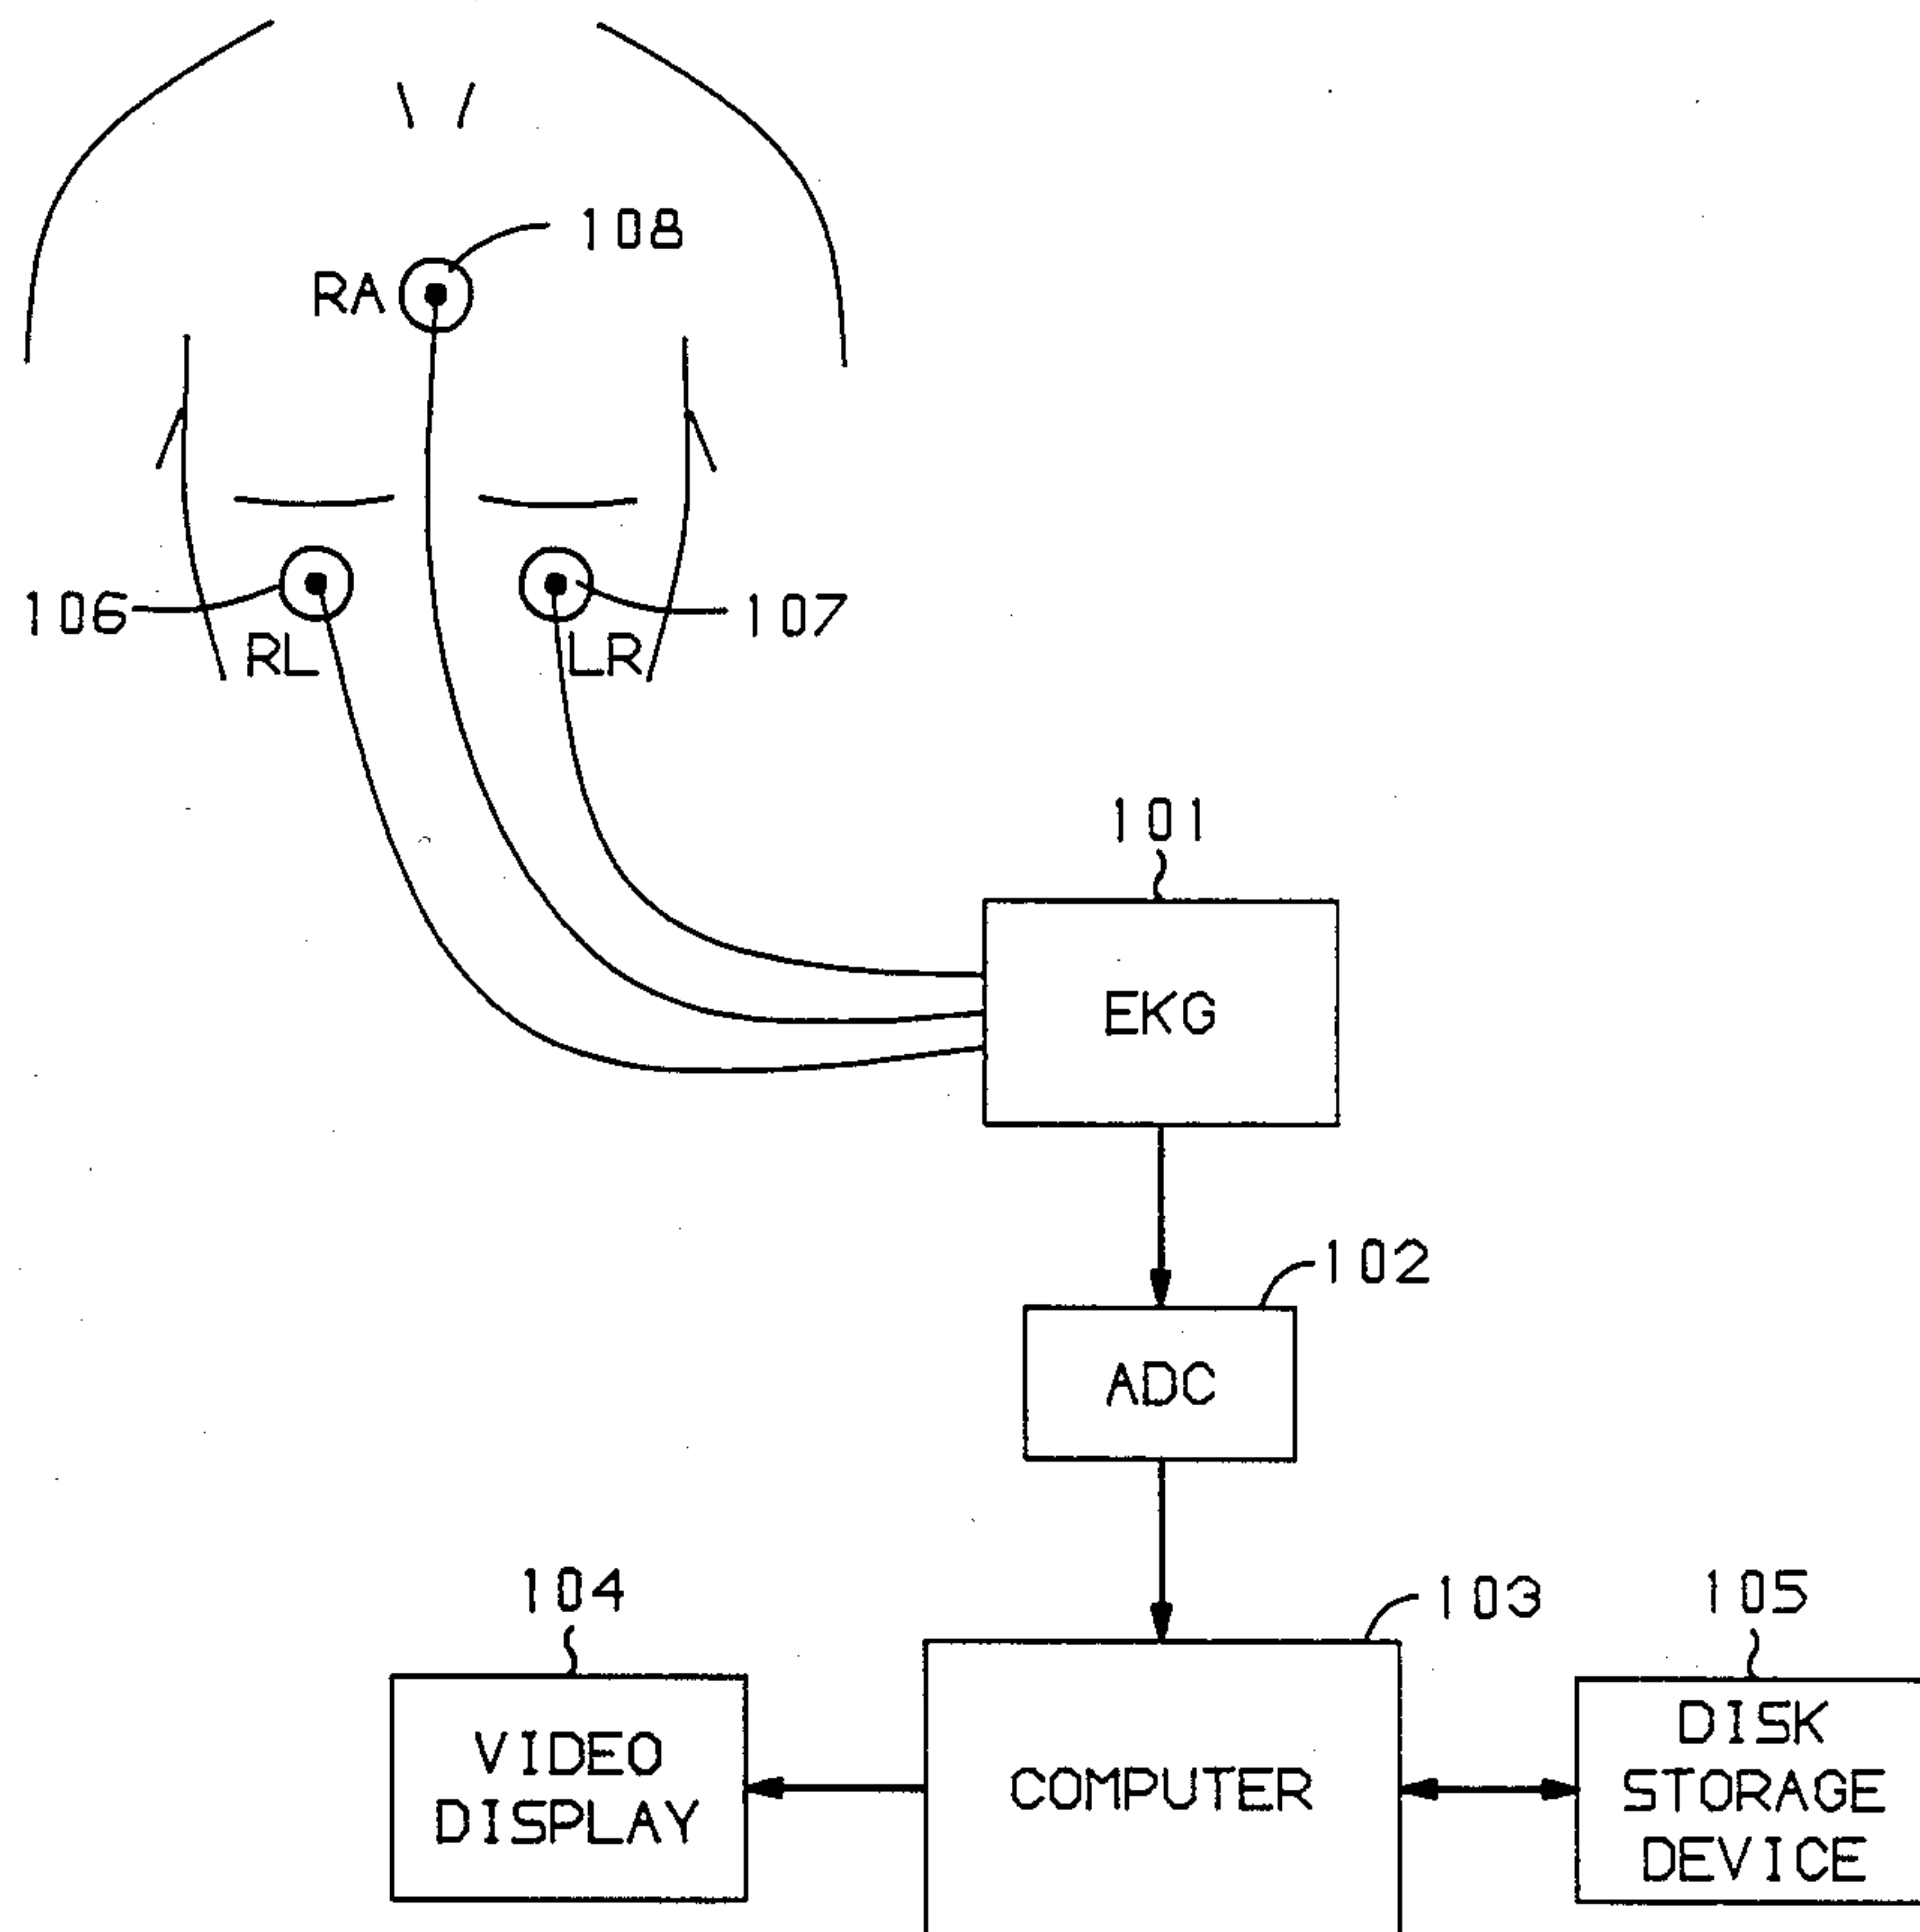 108
RA
106
107
RL
LR
101
EKG
102
ADC
104
103
105
VIDEO
DISPLAY
COMPUTER
DISK
STORAGE
DEVICE